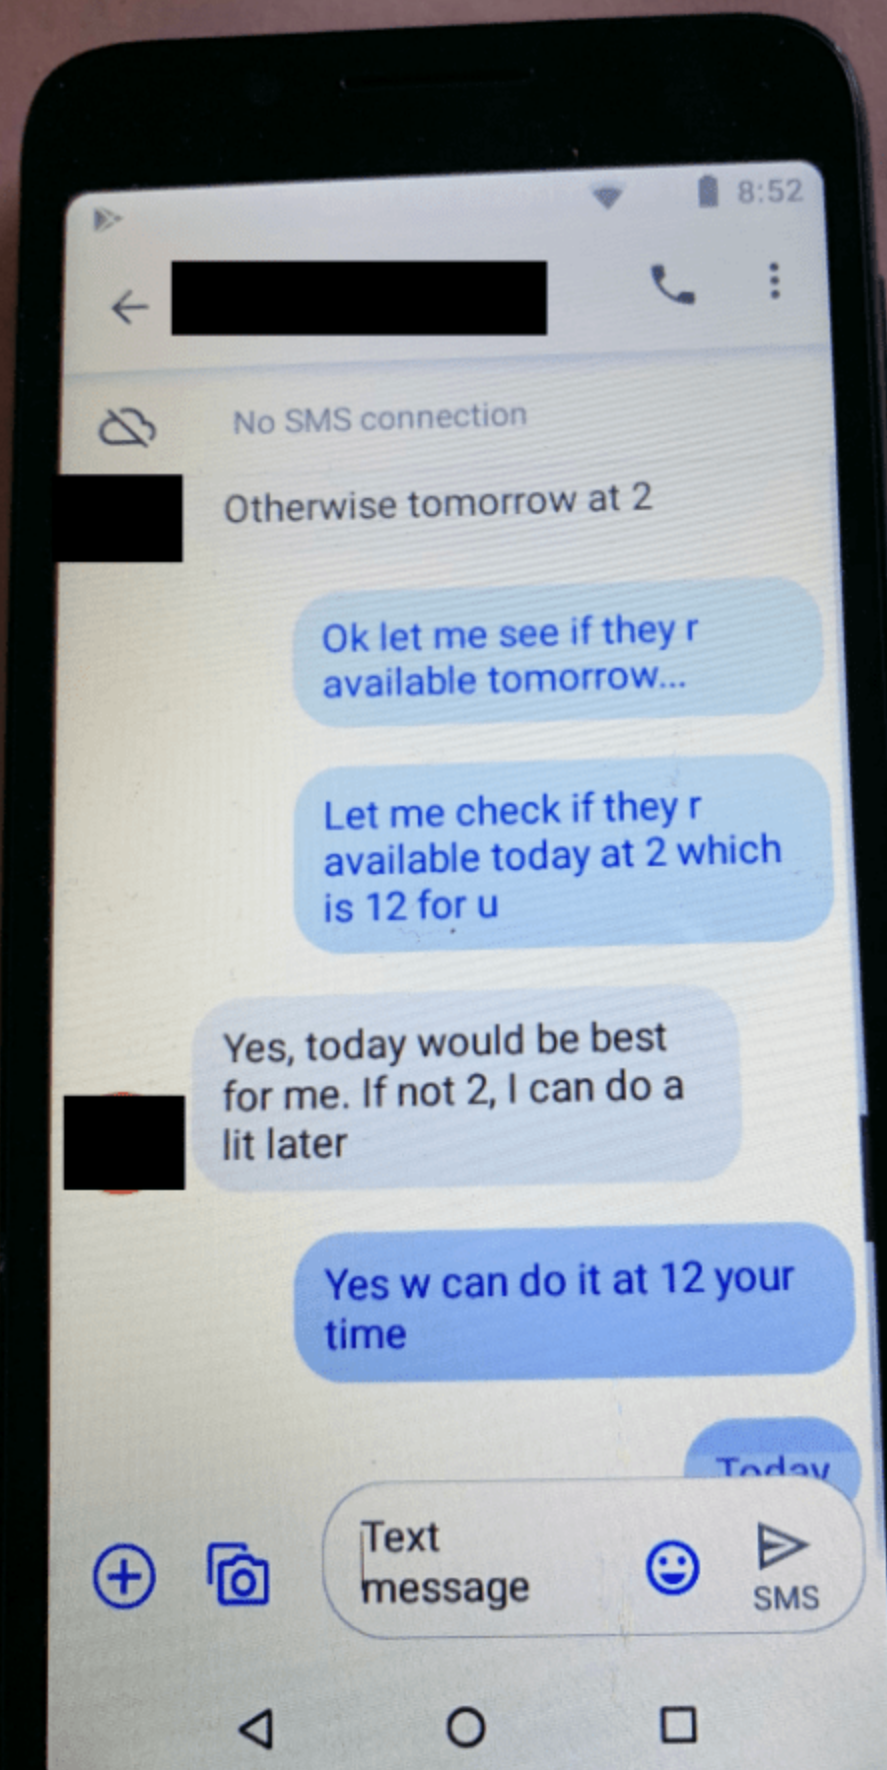 8:52
No SMS connection
Otherwise tomorrow at 2
Ok let me see if they r
available tomorrow...
Let me check if they r
available today at 2 which
is 12 for u
Yes, today would be best
for me. If not 2, I can do a
lit later
Yes w can do it at 12 your
time
Today
Text
message
SMS